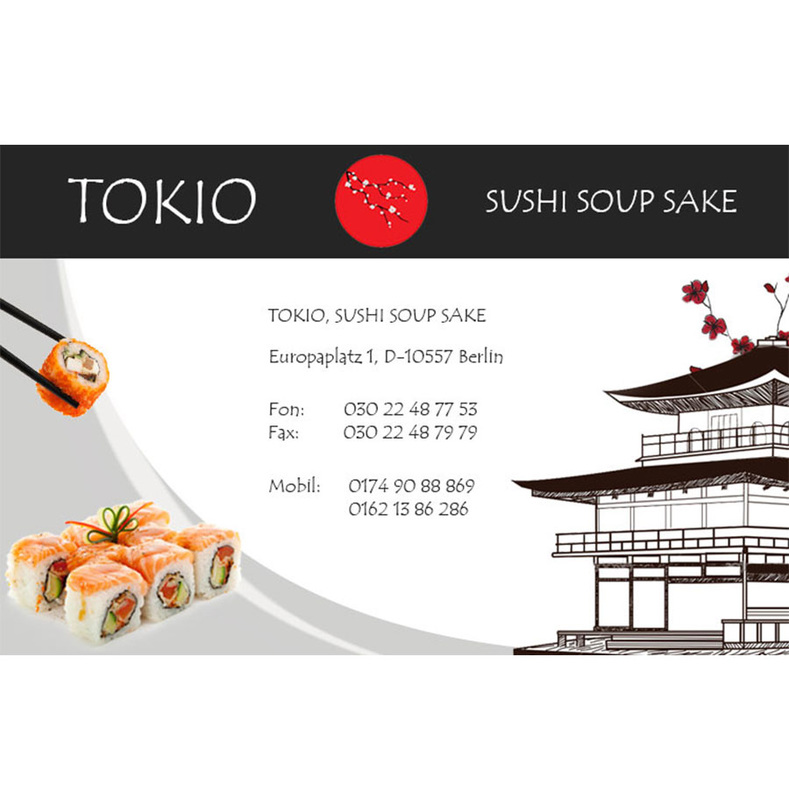 TOKIO
SUSHI SOUP SAKE
TOKIO, SUSHI SOUP SAKE
Europaplatz 1, D-10557 Berlin
Fon: 030 22 48 77 53
Fax: 030 22 48 79 79
Mobil: 0174 90 88 869
0162 13 86 286